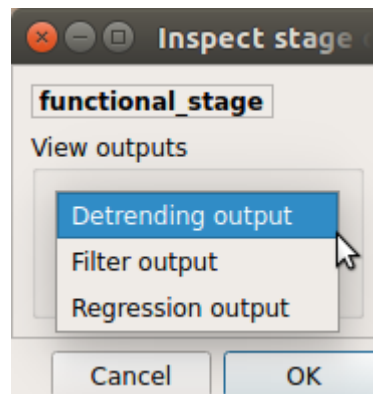 Inspect stage
functional_stage
View outputs
Detrending output
Filter output
Regression output
Cancel
OK